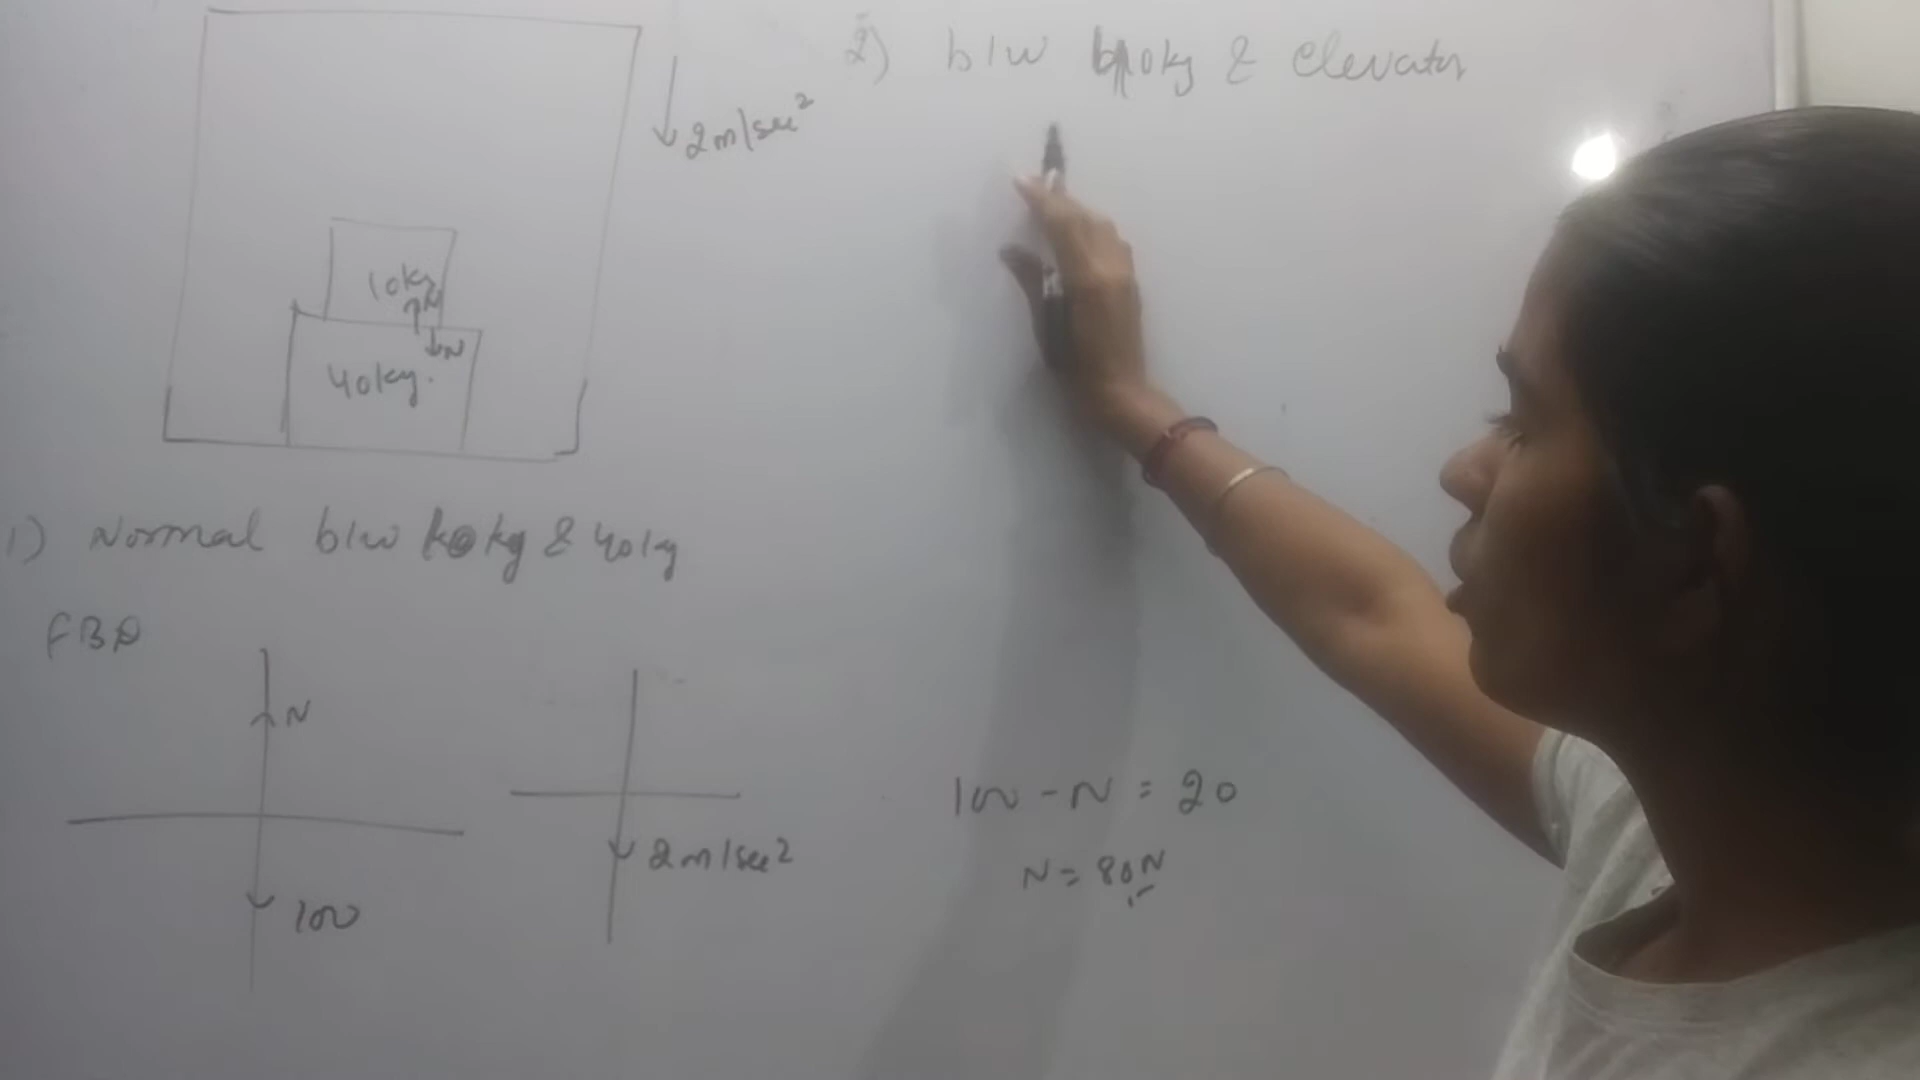 2m/sec²
10kg
N
N
40kg.
1) Normal b/w 10kg & 40kg
FBD
N
100
2m/sec²
2) b/w 40kg & elevator
100 - N = 20
N = 80N